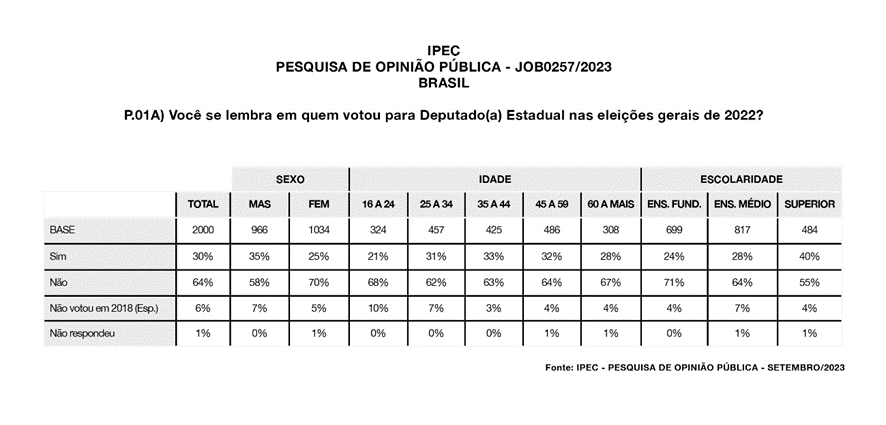 IPEC
PESQUISA DE OPINIÃO PÚBLICA - JOB0257/2023
BRASIL
P.01A) Você se lembra em quem votou para Deputado(a) Estadual nas eleições gerais de 2022?
SEXO IDADE ESCOLARIDADE
TOTAL MAS FEM 16 A 24 25 A 34 35 A 44 45 A 59 60 A MAIS ENS. FUND. ENS. MÉDIO SUPERIOR
BASE 2000 966 1034 324 457 425 486 308 699 817 484
Sim 30% 35% 25% 21% 31% 33% 32% 28% 24% 28% 40%
Não 64% 58% 70% 68% 62% 63% 64% 67% 71% 64% 55%
Não votou em 2018 (Esp.) 6% 7% 5% 10% 7% 3% 4% 4% 4% 7% 4%
Não respondeu 1% 0% 1% 0% 0% 0% 1% 1% 0% 1% 1%
Fonte: IPEC - PESQUISA DE OPINIÃO PÚBLICA - SETEMBRO/2023